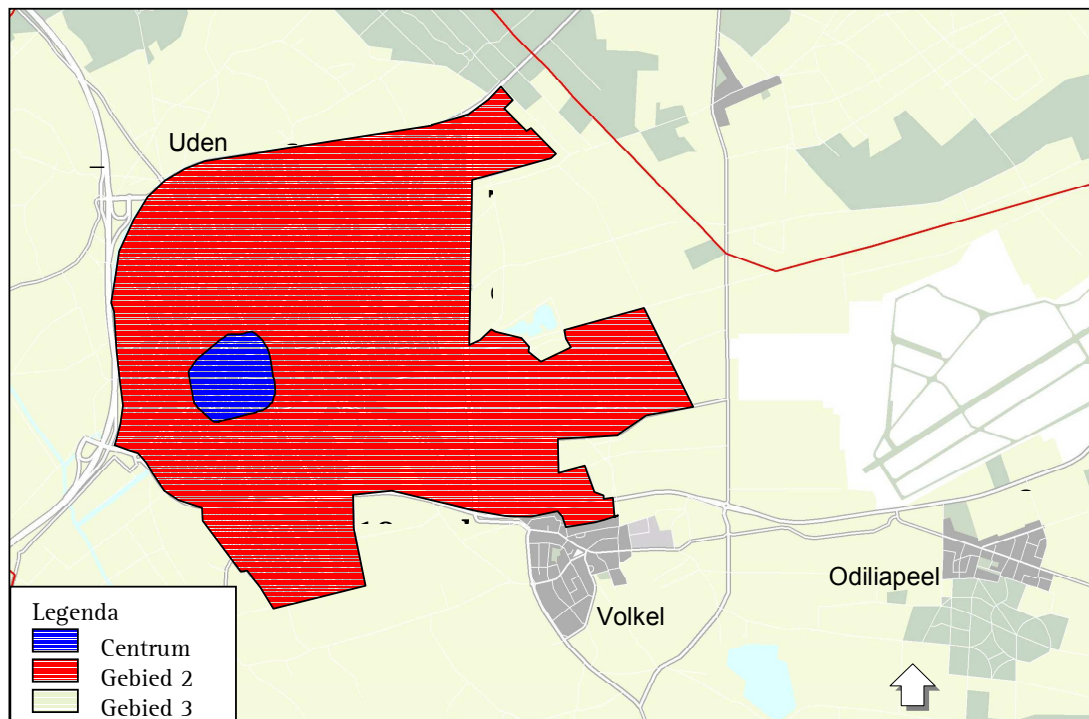 Uden
Odiliapeel
Volkel
Legenda
Centrum
Gebied 2
Gebied 3